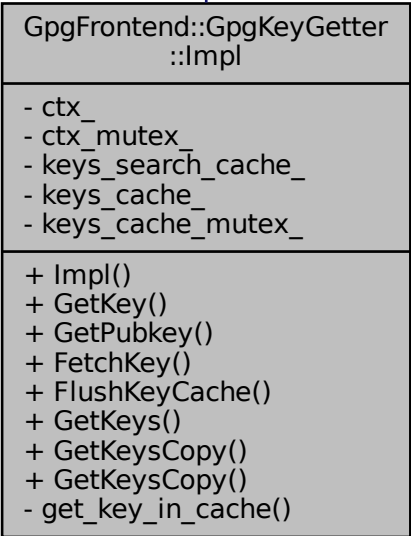 GpgFrontend::GpgKeyGetter
::Impl
- ctx_
- ctx_mutex_
- keys_search_cache_
- keys_cache_
- keys_cache_mutex_
+ Impl()
+ GetKey()
+ GetPubkey()
+ FetchKey()
+ FlushKeyCache()
+ GetKeys()
+ GetKeysCopy()
+ GetKeysCopy()
- get_key_in_cache()